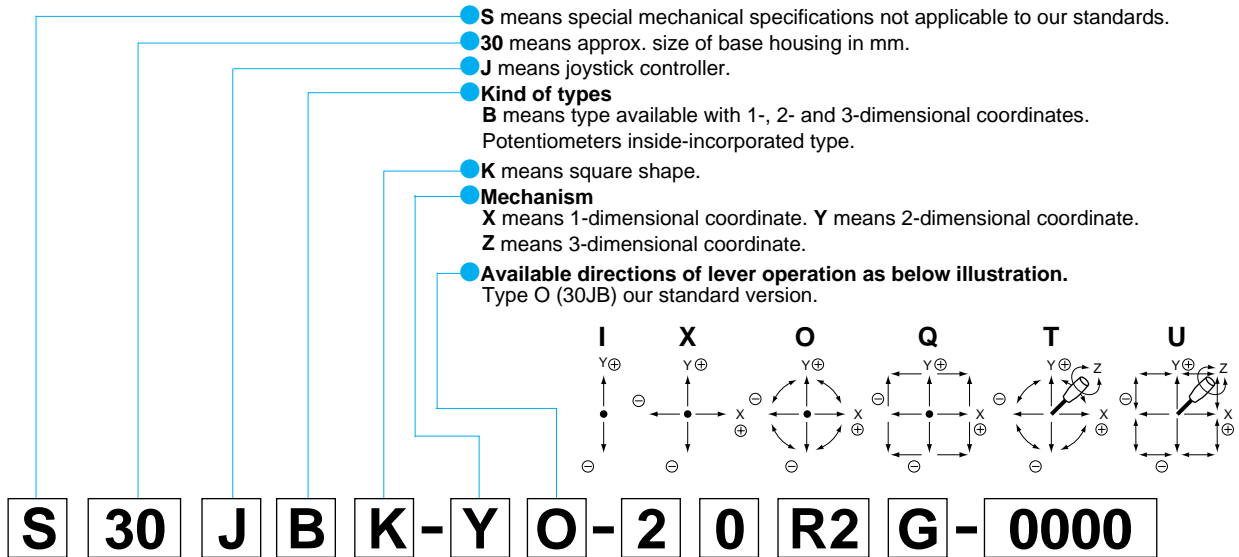 S means special mechanical specifications not applicable to our standards.
30 means approx. size of base housing in mm.
J means joystick controller.
Kind of types
B means type available with 1-, 2- and 3-dimensional coordinates.
Potentiometers inside-incorporated type.
K means square shape.
Mechanism
X means 1-dimensional coordinate. Y means 2-dimensional coordinate.
Z means 3-dimensional coordinate.
Available directions of lever operation as below illustration.
Type O (30JB) our standard version.
I X O Q T U
Y⊕ Y⊕ Y⊕ Y⊕ Y⊕ Z Y⊕ Z
⊖ ⊖ ⊖ ⊖ ⊖
X X X X X
⊕ ⊕ ⊕ ⊕ ⊕
⊖ ⊖ ⊖ ⊖ ⊖ ⊖
S 30 J B K-Y O-2 0 R2 G-0000